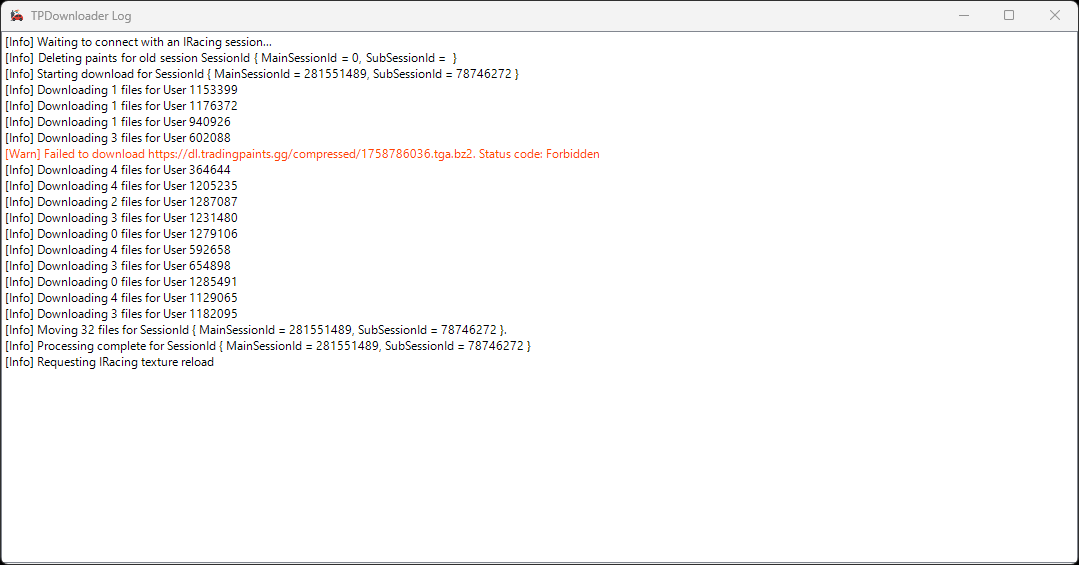 TPDownloader Log
[Info] Waiting to connect with an IRacing session...
[Info] Deleting paints for old session SessionId { MainSessionId = 0, SubSessionId =  }
[Info] Starting download for SessionId { MainSessionId = 281551489, SubSessionId = 78746272 }
[Info] Downloading 1 files for User 1153399
[Info] Downloading 1 files for User 1176372
[Info] Downloading 1 files for User 940926
[Info] Downloading 3 files for User 602088
[Warn] Failed to download https://dl.tradingpaints.gg/compressed/1758786036.tga.bz2. Status code: Forbidden
[Info] Downloading 4 files for User 364644
[Info] Downloading 4 files for User 1205235
[Info] Downloading 2 files for User 1287087
[Info] Downloading 3 files for User 1231480
[Info] Downloading 0 files for User 1279106
[Info] Downloading 4 files for User 592658
[Info] Downloading 3 files for User 654898
[Info] Downloading 0 files for User 1285491
[Info] Downloading 4 files for User 1129065
[Info] Downloading 3 files for User 1182095
[Info] Moving 32 files for SessionId { MainSessionId = 281551489, SubSessionId = 78746272 }.
[Info] Processing complete for SessionId { MainSessionId = 281551489, SubSessionId = 78746272 }
[Info] Requesting IRacing texture reload